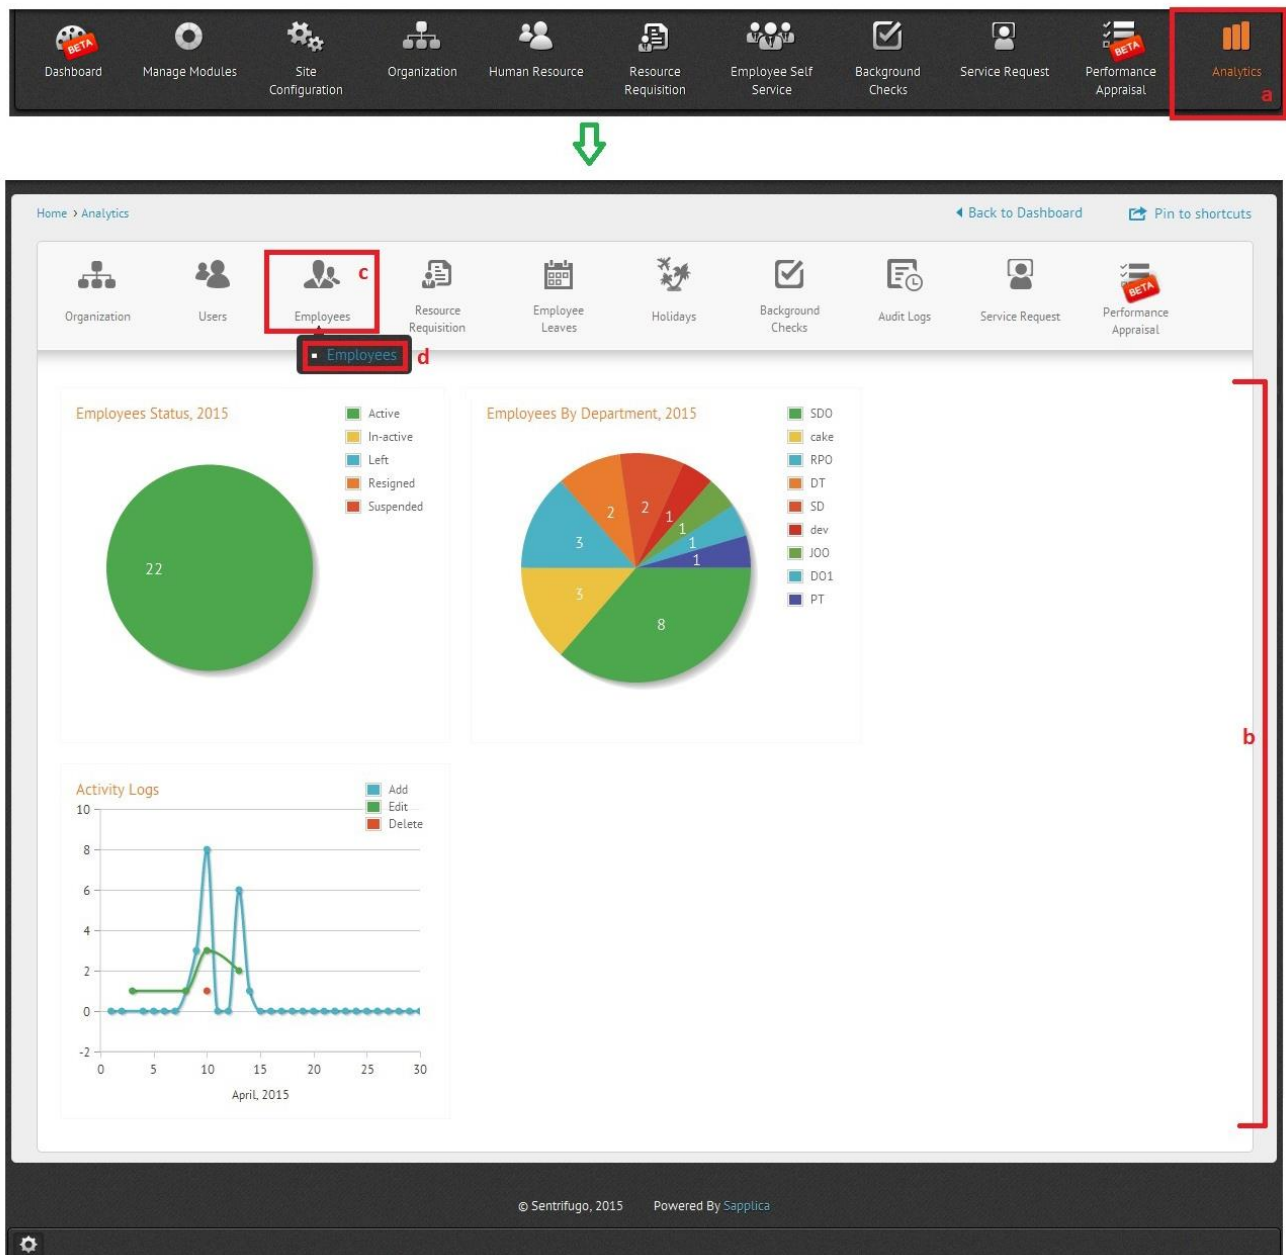 BETA
BETA
Dashboard
Manage Modules
Site
Configuration
Organization
Human Resource
Resource
Requisition
Employee Self
Service
Background
Checks
Service Request
Performance
Appraisal
Analytics
a
Home › Analytics
Back to Dashboard
Pin to shortcuts
c
BETA
Organization
Users
Employees
Resource
Requisition
Employee
Leaves
Holidays
Background
Checks
Audit Logs
Service Request
Performance
Appraisal
Employees
d
Employees Status, 2015
Active
In-active
Left
Resigned
Suspended
22
Employees By Department, 2015
SDO
cake
RPO
DT
SD
dev
JOO
DO1
PT
2
2
1
1
1
1
3
3
8
b
Activity Logs
Add
Edit
Delete
10
8
6
4
2
0
-2
0 5 10 15 20 25 30
April, 2015
© Sentrifugo, 2015 Powered By Sapplica